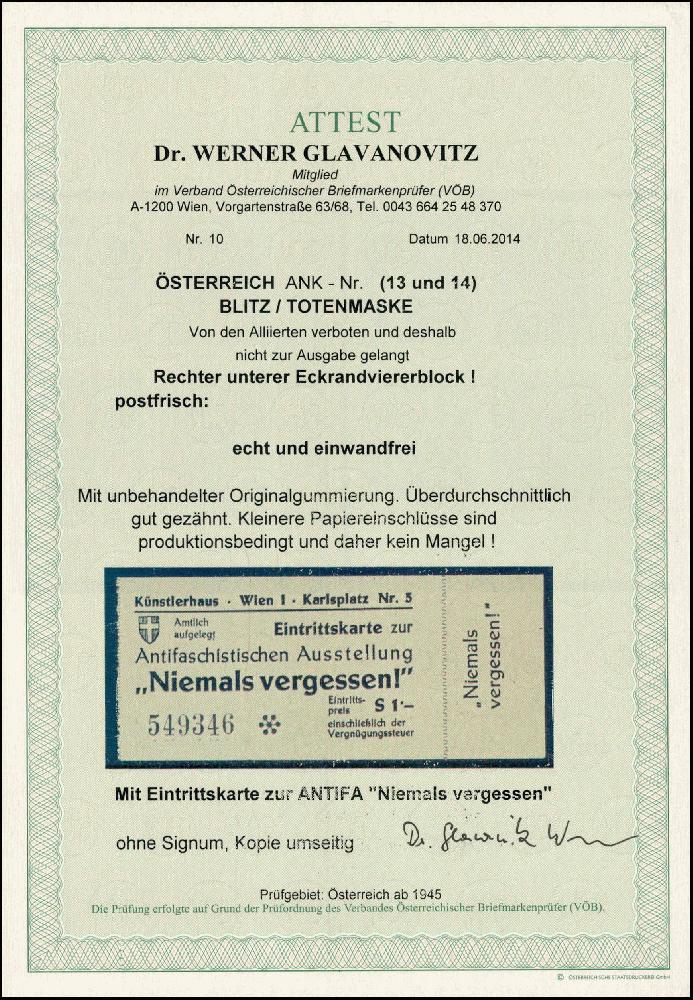 ATTEST
Dr. WERNER GLAVANOVITZ
Mitglied
im Verband Österreichischer Briefmarkenprüfer (VÖB)
A-1200 Wien, Vorgartenstraße 63/68, Tel. 0043 664 25 48 370
Nr. 10 Datum 18.06.2014
ÖSTERREICH ANK - Nr. (13 und 14)
BLITZ / TOTENMASKE
Von den Alliierten verboten und deshalb
nicht zur Ausgabe gelangt
Rechter unterer Eckrandviererblock !
postfrisch:
echt und einwandfrei
Mit unbehandelter Originalgummierung. Überdurchschnittlich
gut gezähnt. Kleinere Papiereinschlüsse sind
produktionsbedingt und daher kein Mangel !
Künstlerhaus · Wien I · Karlsplatz Nr. 5
Amtlich
aufgelegt
Eintrittskarte zur
Antifaschistischen Ausstellung
„Niemals vergessen!"
549346
Eintritts-
preis S 1·–
einschließlich der
Vergnügungssteuer
„Niemals
vergessen!"
Mit Eintrittskarte zur ANTIFA "Niemals vergessen"
ohne Signum, Kopie umseitig
Prüfgebiet: Österreich ab 1945
Die Prüfung erfolgte auf Grund der Prüfordnung des Verbandes Österreichischer Briefmarkenprüfer (VÖB).
© ÖSTERREICHISCHE STAATSDRUCKEREI GmbH